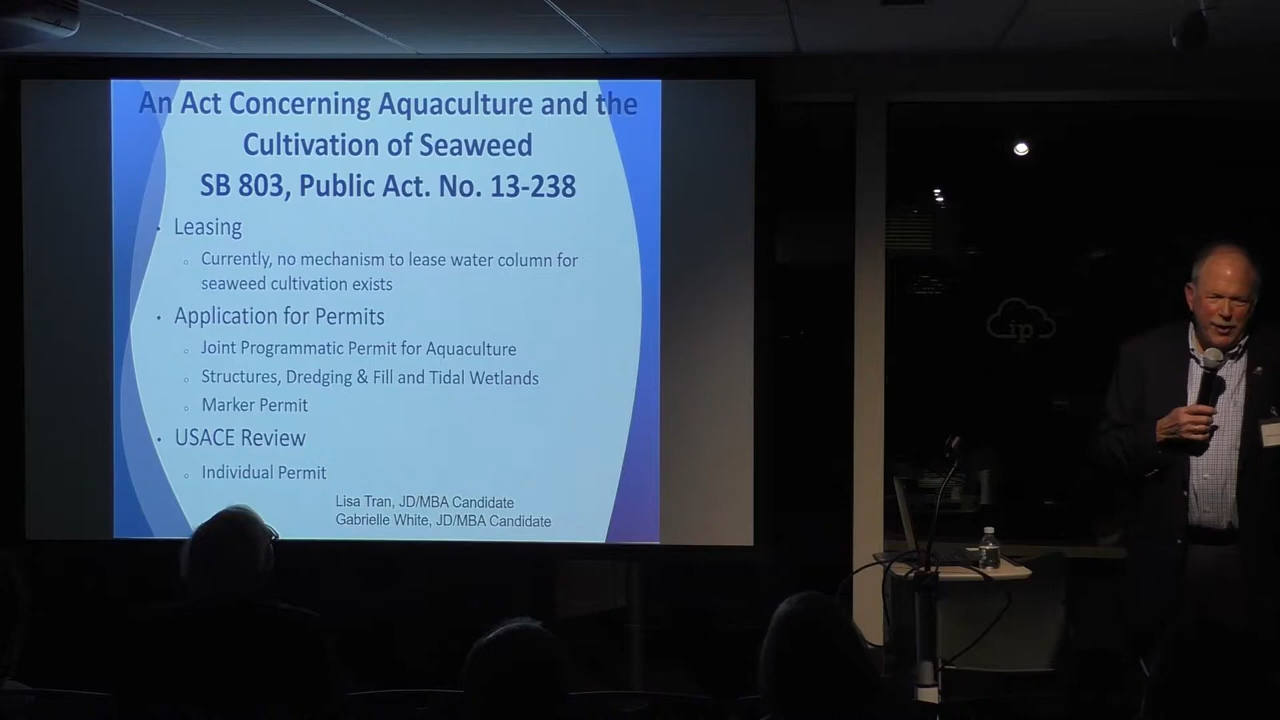 An Act Concerning Aquaculture and the
Cultivation of Seaweed
SB 803, Public Act. No. 13-238
• Leasing
◦ Currently, no mechanism to lease water column for
seaweed cultivation exists
• Application for Permits
◦ Joint Programmatic Permit for Aquaculture
◦ Structures, Dredging & Fill and Tidal Wetlands
◦ Marker Permit
• USACE Review
◦ Individual Permit
Lisa Tran, JD/MBA Candidate
Gabrielle White, JD/MBA Candidate
ip